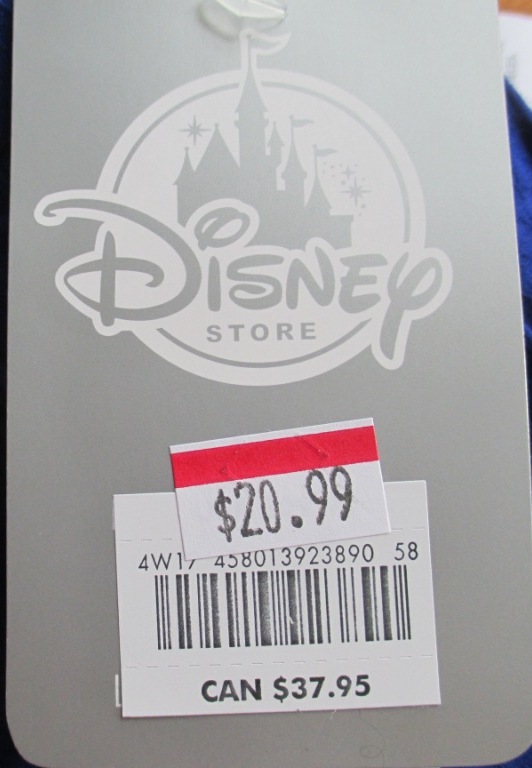 Disney
STORE
$20.99
4W17 458013923890 58
CAN $37.95